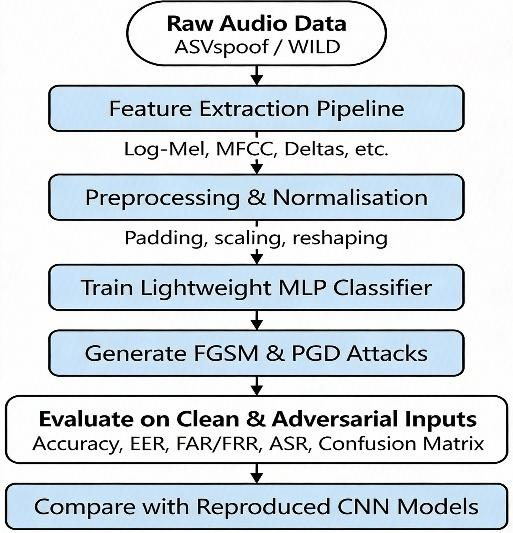 Raw Audio Data
ASVspoof / WILD
Feature Extraction Pipeline
Log-Mel, MFCC, Deltas, etc.
Preprocessing & Normalisation
Padding, scaling, reshaping
Train Lightweight MLP Classifier
Generate FGSM & PGD Attacks
Evaluate on Clean & Adversarial Inputs
Accuracy, EER, FAR/FRR, ASR, Confusion Matrix
Compare with Reproduced CNN Models